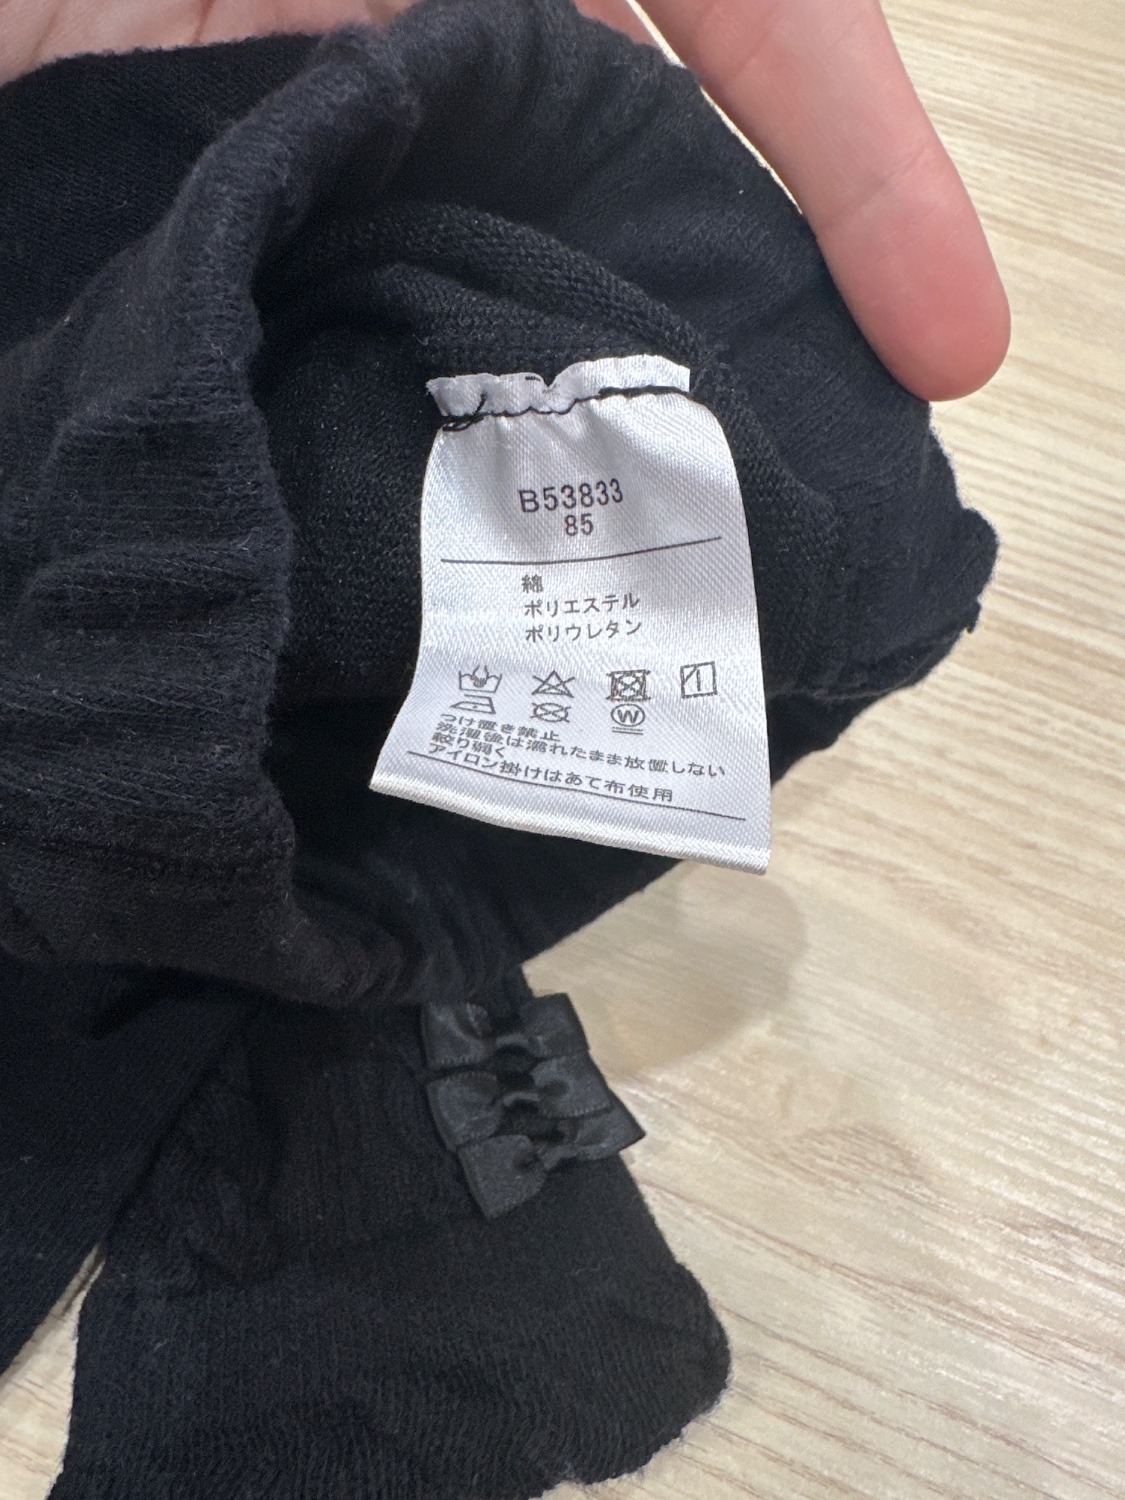 B53833
85
綿
ポリエステル
ポリウレタン
W
つけ置き禁止
洗濯後は濡れたまま放置しない
絞り弱く
アイロン掛けはあて布使用